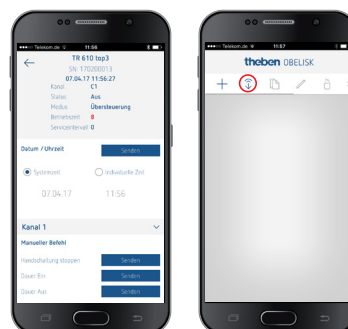 Telekom.de 11:56
TR 610 top3
SN: 170200013
07.04.17 11:56:27
Kanal C1
Status Aus
Modus Übersteuerung
Betriebszeit 8
Serviceintervall 0
Datum / Uhrzeit Senden
Systemzeit Individuelle Zeit
07.04.17 11:56
Kanal 1
Manueller Befehl
Handschaltung stoppen Senden
Dauer Ein Senden
Dauer Aus Senden
Telekom.de 11:57
theben OBELISK